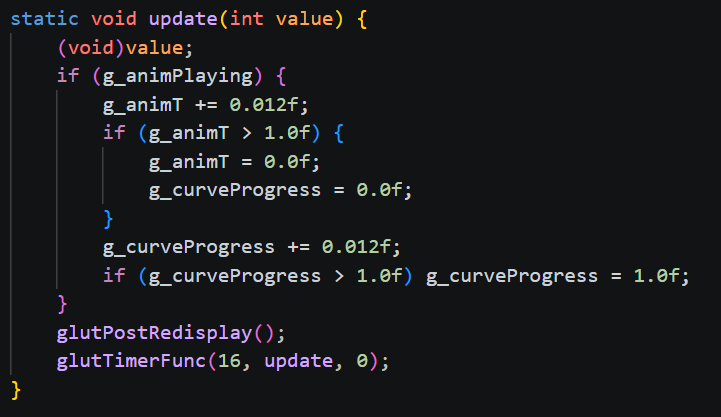 static void update(int value) {
    (void)value;
    if (g_animPlaying) {
        g_animT += 0.012f;
        if (g_animT > 1.0f) {
            g_animT = 0.0f;
            g_curveProgress = 0.0f;
        }
        g_curveProgress += 0.012f;
        if (g_curveProgress > 1.0f) g_curveProgress = 1.0f;
    }
    glutPostRedisplay();
    glutTimerFunc(16, update, 0);
}